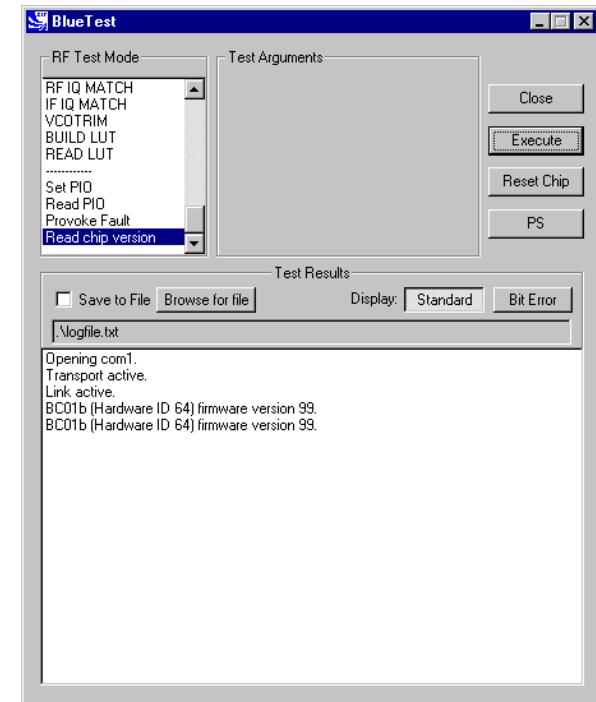 BlueTest
RF Test Mode
Test Arguments
RF IQ MATCH
IF IQ MATCH
VCOTRIM
BUILD LUT
READ LUT
------------
Set PIO
Read PIO
Provoke Fault
Read chip version
Close
Execute
Reset Chip
PS
Test Results
Save to File Browse for file Display: Standard Bit Error
.\logfile.txt
Opening com1.
Transport active.
Link active.
BC01b (Hardware ID 64) firmware version 99.
BC01b (Hardware ID 64) firmware version 99.